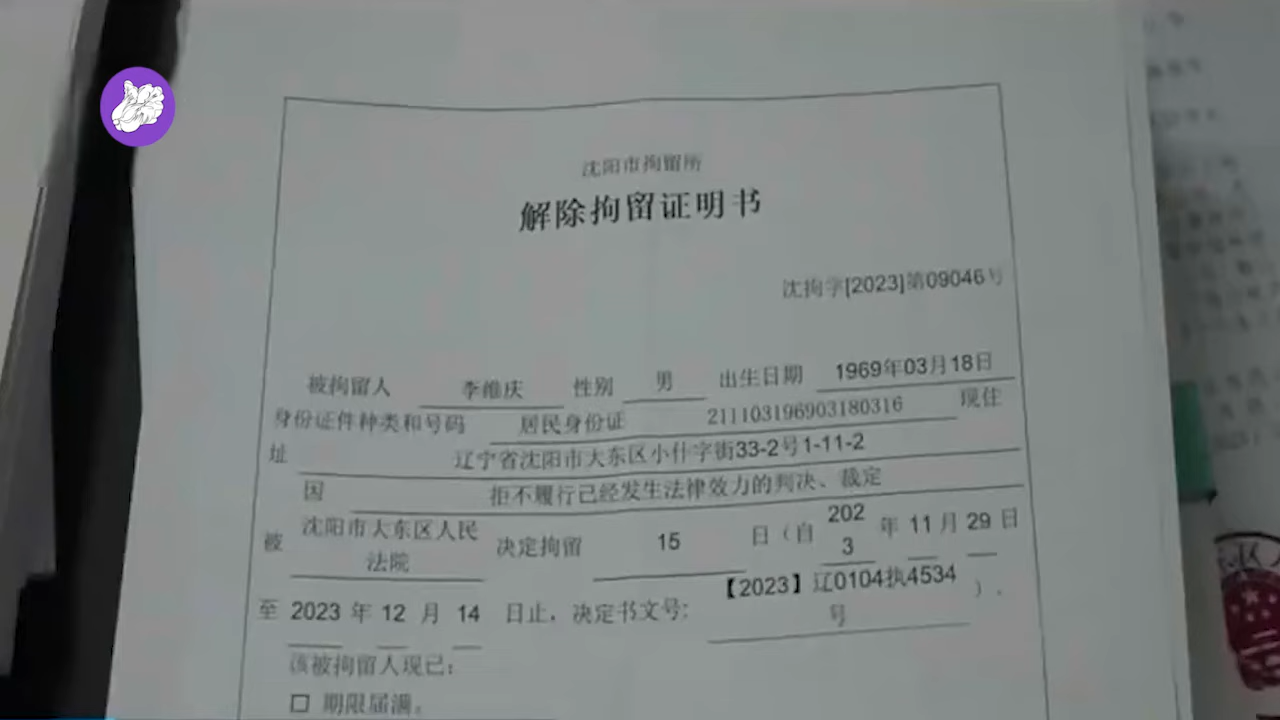 沈阳市拘留所
解除拘留证明书
沈拘字[2023]第09046号
被拘留人 李维庆 性别 男 出生日期 1969年03月18日
身份证件种类和号码 居民身份证 211103196903180316 现住
址 辽宁省沈阳市大东区小什字街33-2号1-11-2
因 拒不履行已经发生法律效力的判决、裁定
被 沈阳市大东区人民法院 决定拘留 15 日（自 2023 年 11 月 29 日
至 2023 年 12 月 14 日止，决定书文号: 【2023】辽0104执4534号 ）.
该被拘留人现已:
☐ 期限届满。